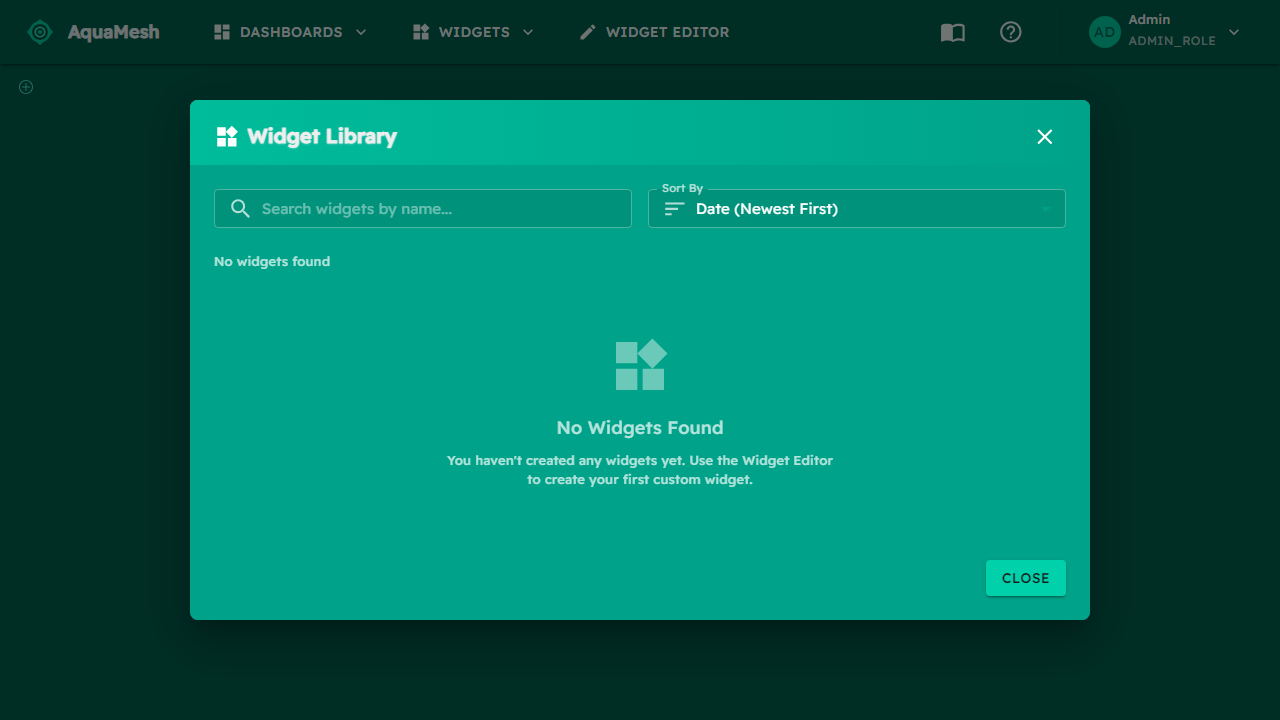 AquaMesh
DASHBOARDS
WIDGETS
WIDGET EDITOR
AD
Admin
ADMIN_ROLE
Widget Library
Search widgets by name...
Sort By
Date (Newest First)
No widgets found
No Widgets Found
You haven't created any widgets yet. Use the Widget Editor
to create your first custom widget.
CLOSE